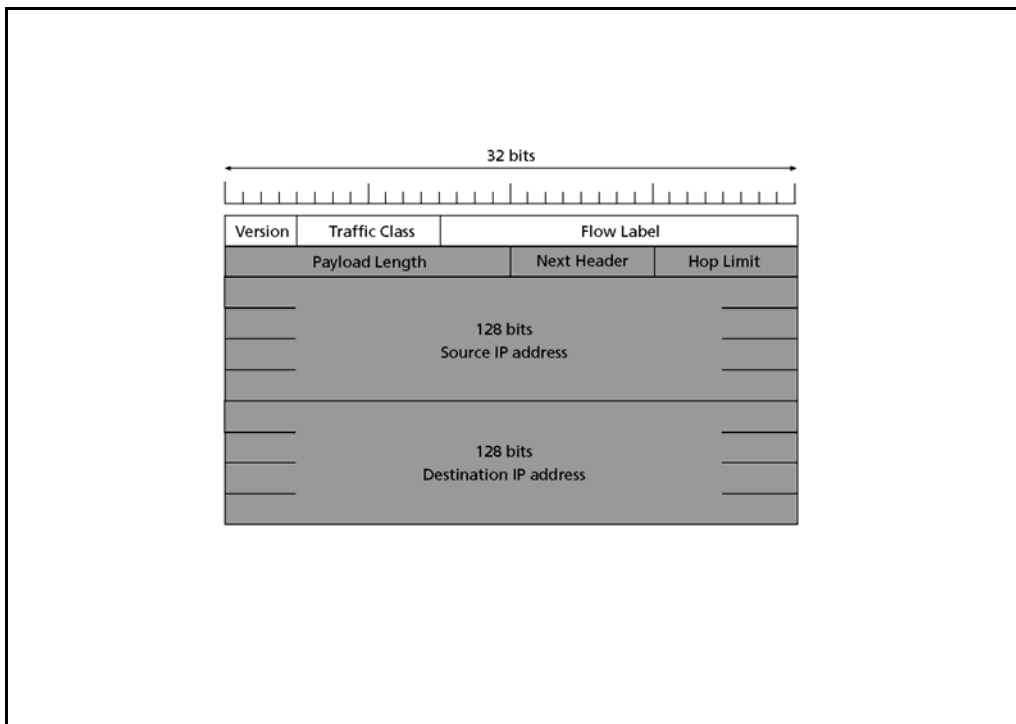 32 bits
Version Traffic Class Flow Label
Payload Length Next Header Hop Limit
128 bits
Source IP address
128 bits
Destination IP address